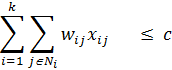 ∑_{i=1}^{k} ∑_{j∈N_i} w_{ij} x_{ij} ≤ c